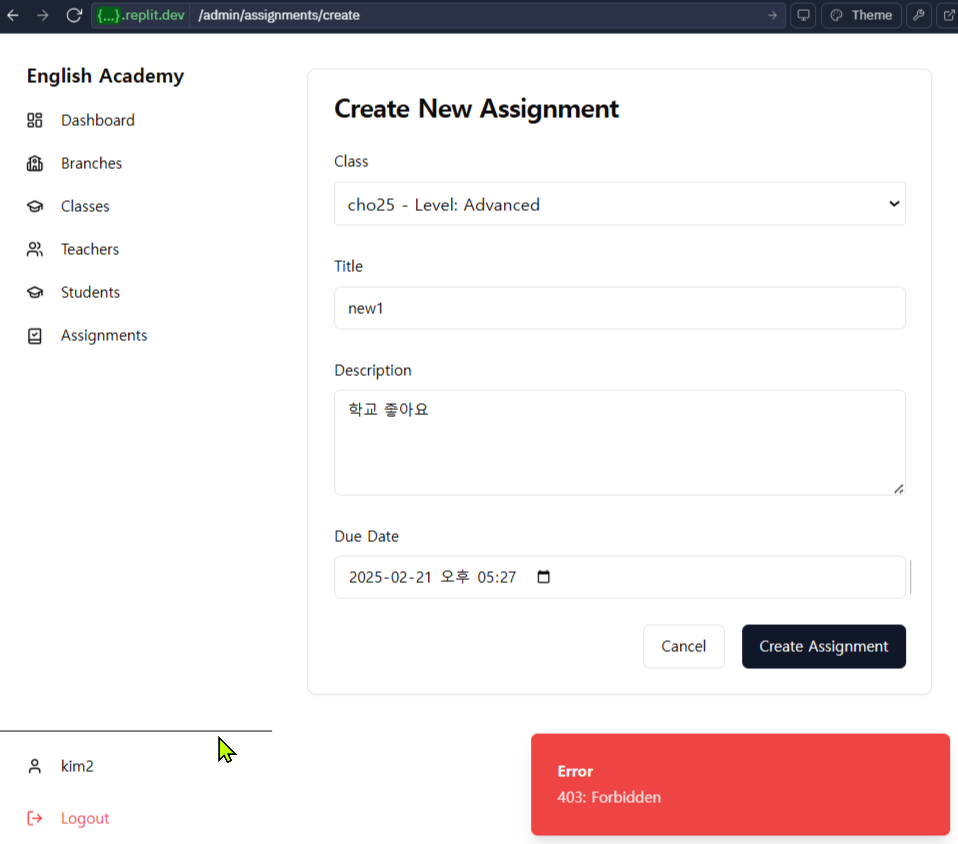 {...}.replit.dev /admin/assignments/create
Theme
English Academy
Dashboard
Branches
Classes
Teachers
Students
Assignments
Create New Assignment
Class
cho25 - Level: Advanced
Title
new1
Description
학교 좋아요
Due Date
2025-02-21 오후 05:27
Cancel
Create Assignment
kim2
Logout
Error
403: Forbidden